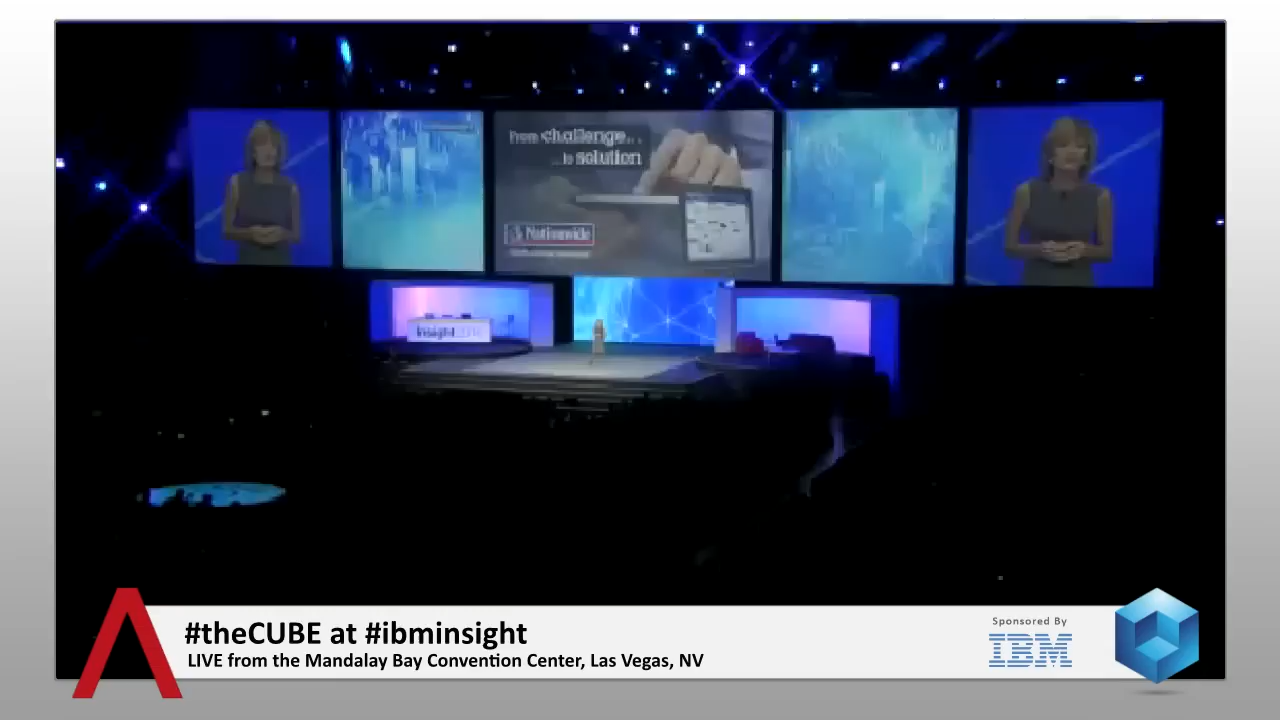 from challenge...
...to solution
Nationwide
Insight
#theCUBE at #ibminsight
LIVE from the Mandalay Bay Convention Center, Las Vegas, NV
Sponsored By
IBM